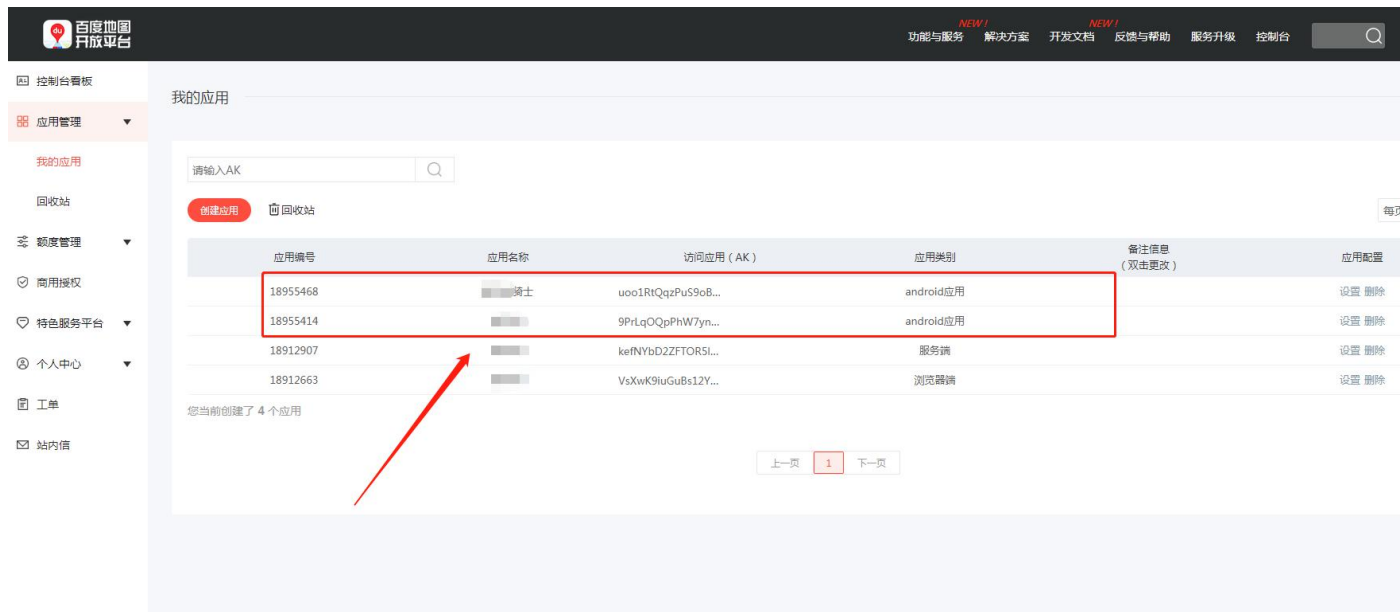 百度地图
开放平台
NEW !
NEW !
功能与服务 解决方案 开发文档 反馈与帮助 服务升级 控制台
控制台看板
应用管理
我的应用
回收站
额度管理
商用授权
特色服务平台
个人中心
工单
站内信
我的应用
请输入AK
创建应用 回收站
每页
应用编号 应用名称 访问应用（AK） 应用类别 备注信息 应用配置
（双击更改）
18955468 骑士 uoo1RtQqzPuS9oB... android应用 设置 删除
18955414 9PrLqOQpPhW7yn... android应用 设置 删除
18912907 kefNYbD2ZFTOR5I... 服务端 设置 删除
18912663 VsXwK9iuGuBs12Y... 浏览器端 设置 删除
您当前创建了 4 个应用
上一页 1 下一页